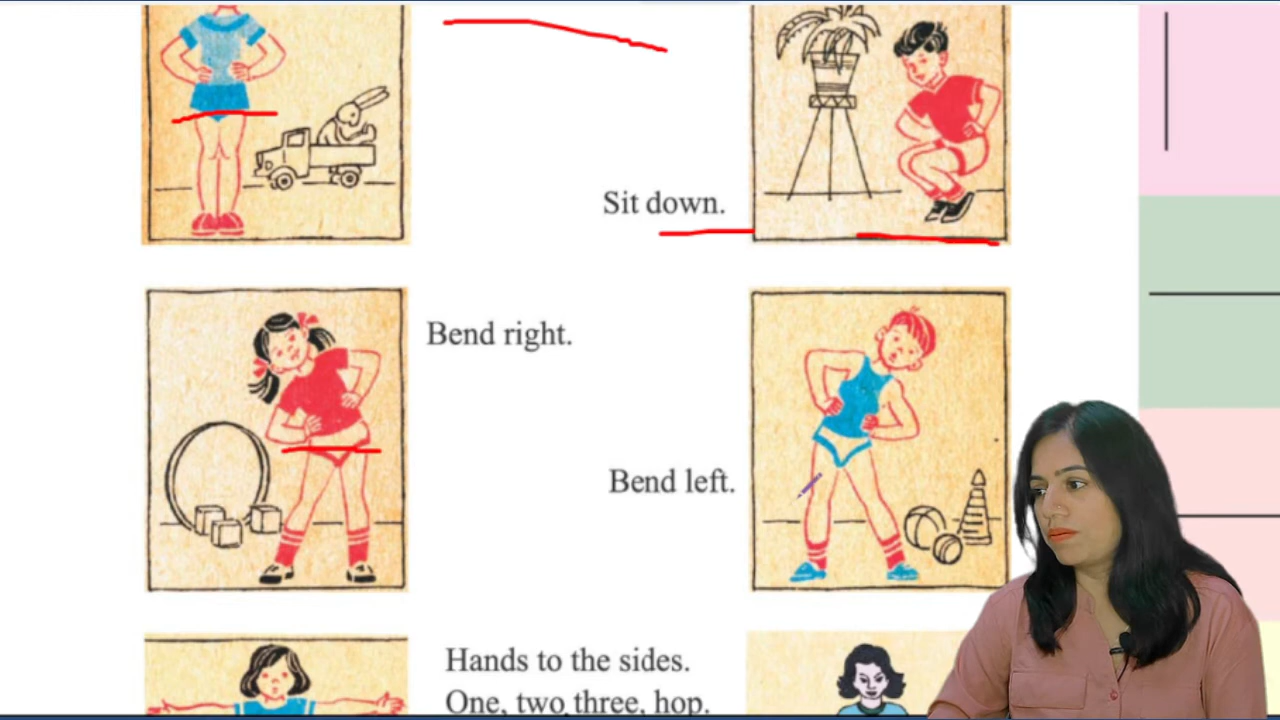 Sit down.
Bend right.
Bend left.
Hands to the sides.
One, two, three, hop.